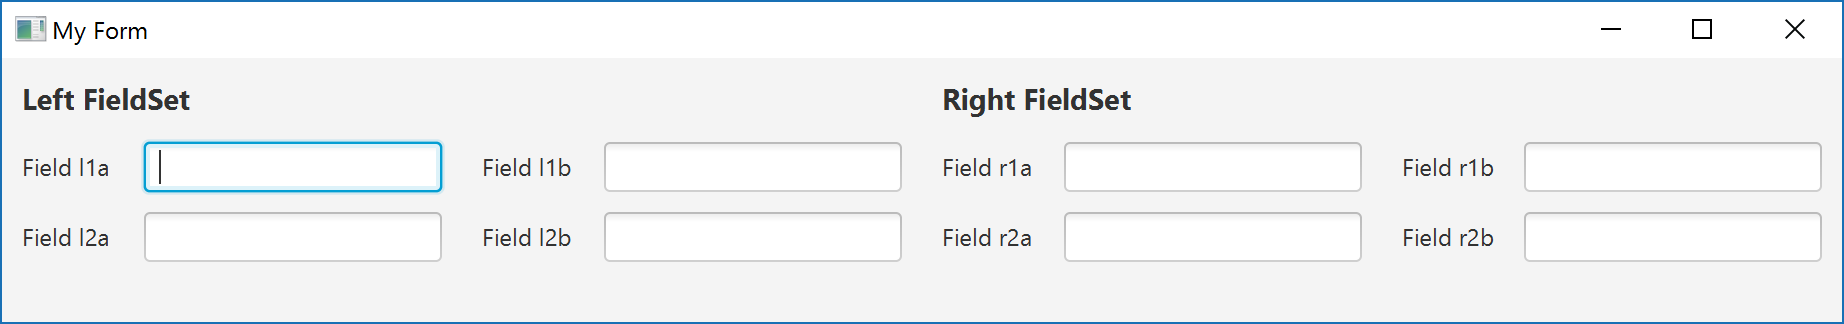 My Form
Left FieldSet Right FieldSet
Field l1a Field l1b Field r1a Field r1b
Field l2a Field l2b Field r2a Field r2b